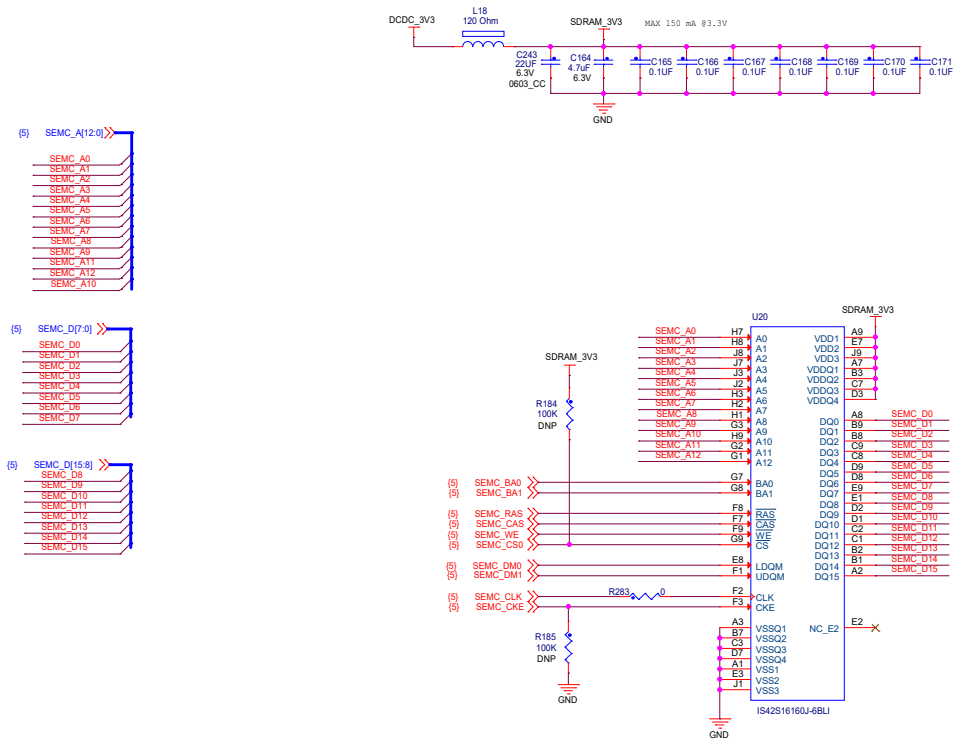 L18
120 Ohm
DCDC_3V3
SDRAM_3V3
MAX 150 mA @3.3V
C243
22UF
6.3V
0603_CC
C164
4.7uF
6.3V
C165
0.1UF
C166
0.1UF
C167
0.1UF
C168
0.1UF
C169
0.1UF
C170
0.1UF
C171
0.1UF
GND
{5} SEMC_A[12:0]
SEMC_A0
SEMC_A1
SEMC_A2
SEMC_A3
SEMC_A4
SEMC_A5
SEMC_A6
SEMC_A7
SEMC_A8
SEMC_A9
SEMC_A11
SEMC_A12
SEMC_A10
{5} SEMC_D[7:0]
SEMC_D0
SEMC_D1
SEMC_D2
SEMC_D3
SEMC_D4
SEMC_D5
SEMC_D6
SEMC_D7
{5} SEMC_D[15:8]
SEMC_D8
SEMC_D9
SEMC_D10
SEMC_D11
SEMC_D12
SEMC_D13
SEMC_D14
SEMC_D15
SDRAM_3V3
R184
100K
DNP
U20
SDRAM_3V3
SEMC_A0 H7 A0
SEMC_A1 H8 A1
SEMC_A2 J8 A2
SEMC_A3 J7 A3
SEMC_A4 J3 A4
SEMC_A5 J2 A5
SEMC_A6 H3 A6
SEMC_A7 H2 A7
SEMC_A8 H1 A8
SEMC_A9 G3 A9
SEMC_A10 H9 A10
SEMC_A11 G2 A11
SEMC_A12 G1 A12
{5} SEMC_BA0 G7 BA0
{5} SEMC_BA1 G8 BA1
{5} SEMC_RAS F8 RAS
{5} SEMC_CAS F7 CAS
{5} SEMC_WE F9 WE
{5} SEMC_CS0 G9 CS
{5} SEMC_DM0 E8 LDQM
{5} SEMC_DM1 F1 UDQM
{5} SEMC_CLK R283 0 F2 CLK
{5} SEMC_CKE F3 CKE
R185
100K
DNP
GND
A3 VSSQ1
B7 VSSQ2
C3 VSSQ3
D7 VSSQ4
A1 VSS1
E3 VSS2
J1 VSS3
GND
VDD1 A9
VDD2 E7
VDD3 J9
VDDQ1 A7
VDDQ2 B3
VDDQ3 C7
VDDQ4 D3
DQ0 A8 SEMC_D0
DQ1 B9 SEMC_D1
DQ2 B8 SEMC_D2
DQ3 C9 SEMC_D3
DQ4 C8 SEMC_D4
DQ5 D9 SEMC_D5
DQ6 D8 SEMC_D6
DQ7 E9 SEMC_D7
DQ8 E1 SEMC_D8
DQ9 D2 SEMC_D9
DQ10 D1 SEMC_D10
DQ11 C2 SEMC_D11
DQ12 C1 SEMC_D12
DQ13 B2 SEMC_D13
DQ14 B1 SEMC_D14
DQ15 A2 SEMC_D15
NC_E2 E2
IS42S16160J-6BLI